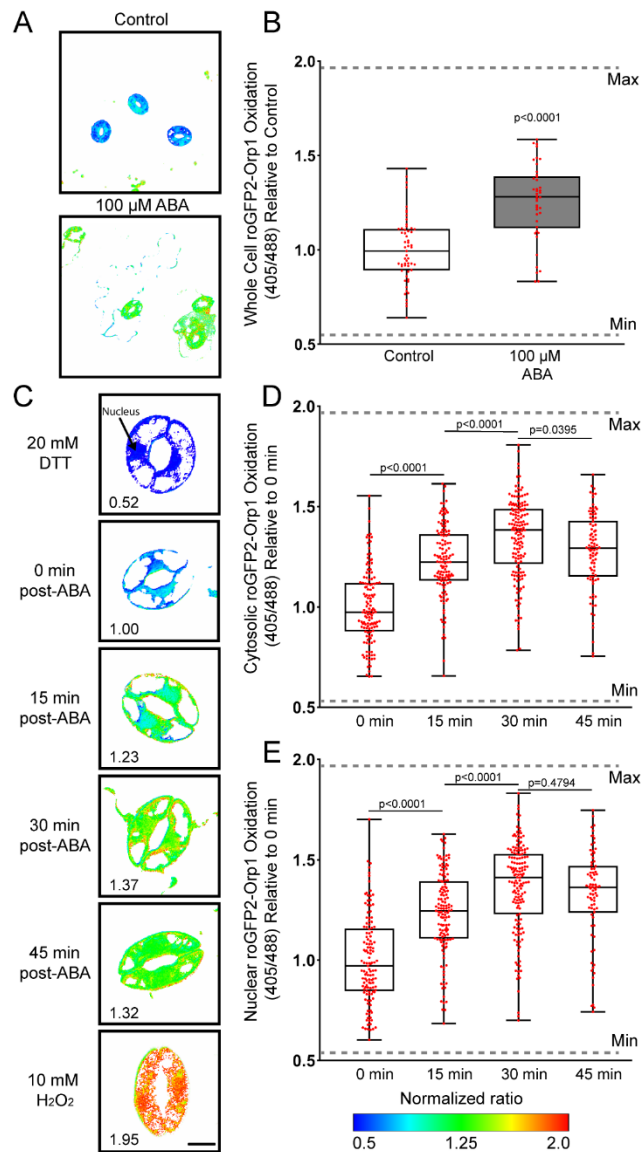 A
Control
100 µM ABA
B
Whole Cell roGFP2-Orp1 Oxidation
(405/488) Relative to Control
2.0
1.5
1.0
0.5
Max
p<0.0001
Min
Control
100 µM
ABA
C
20 mM
DTT
Nucleus
0.52
0 min
post-ABA
1.00
15 min
post-ABA
1.23
30 min
post-ABA
1.37
45 min
post-ABA
1.32
10 mM
H2O2
1.95
D
Cytosolic roGFP2-Orp1 Oxidation
(405/488) Relative to 0 min
2.0
1.5
1.0
0.5
Max
p<0.0001
p<0.0001
p=0.0395
Min
0 min 15 min 30 min 45 min
E
Nuclear roGFP2-Orp1 Oxidation
(405/488) Relative to 0 min
2.0
1.5
1.0
0.5
Max
p<0.0001
p<0.0001
p=0.4794
Min
0 min 15 min 30 min 45 min
Normalized ratio
0.5 1.25 2.0